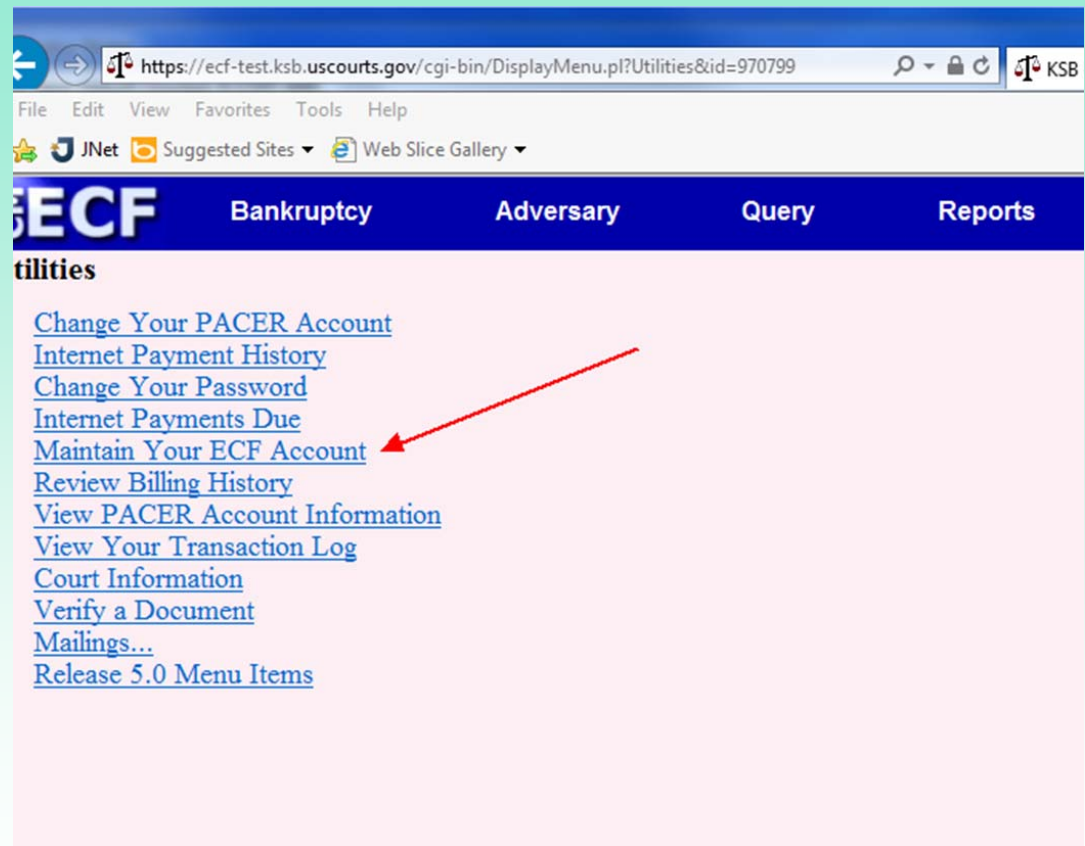 https://ecf-test.ksb.uscourts.gov/cgi-bin/DisplayMenu.pl?Utilities&id=970799 KSB
File Edit View Favorites Tools Help
JNet Suggested Sites Web Slice Gallery
ECF Bankruptcy Adversary Query Reports
tilities
Change Your PACER Account
Internet Payment History
Change Your Password
Internet Payments Due
Maintain Your ECF Account
Review Billing History
View PACER Account Information
View Your Transaction Log
Court Information
Verify a Document
Mailings...
Release 5.0 Menu Items